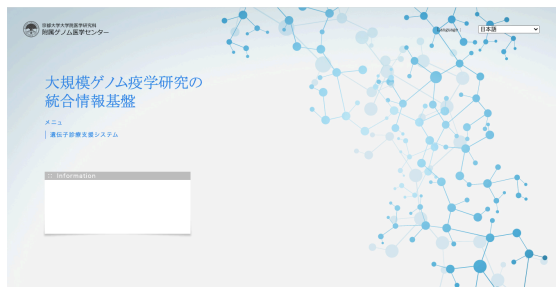 京都大学大学院医学研究科
附属ゲノム医学センター
Language
日本語
大規模ゲノム疫学研究の
統合情報基盤
メニュ
遺伝子診療支援システム
Information